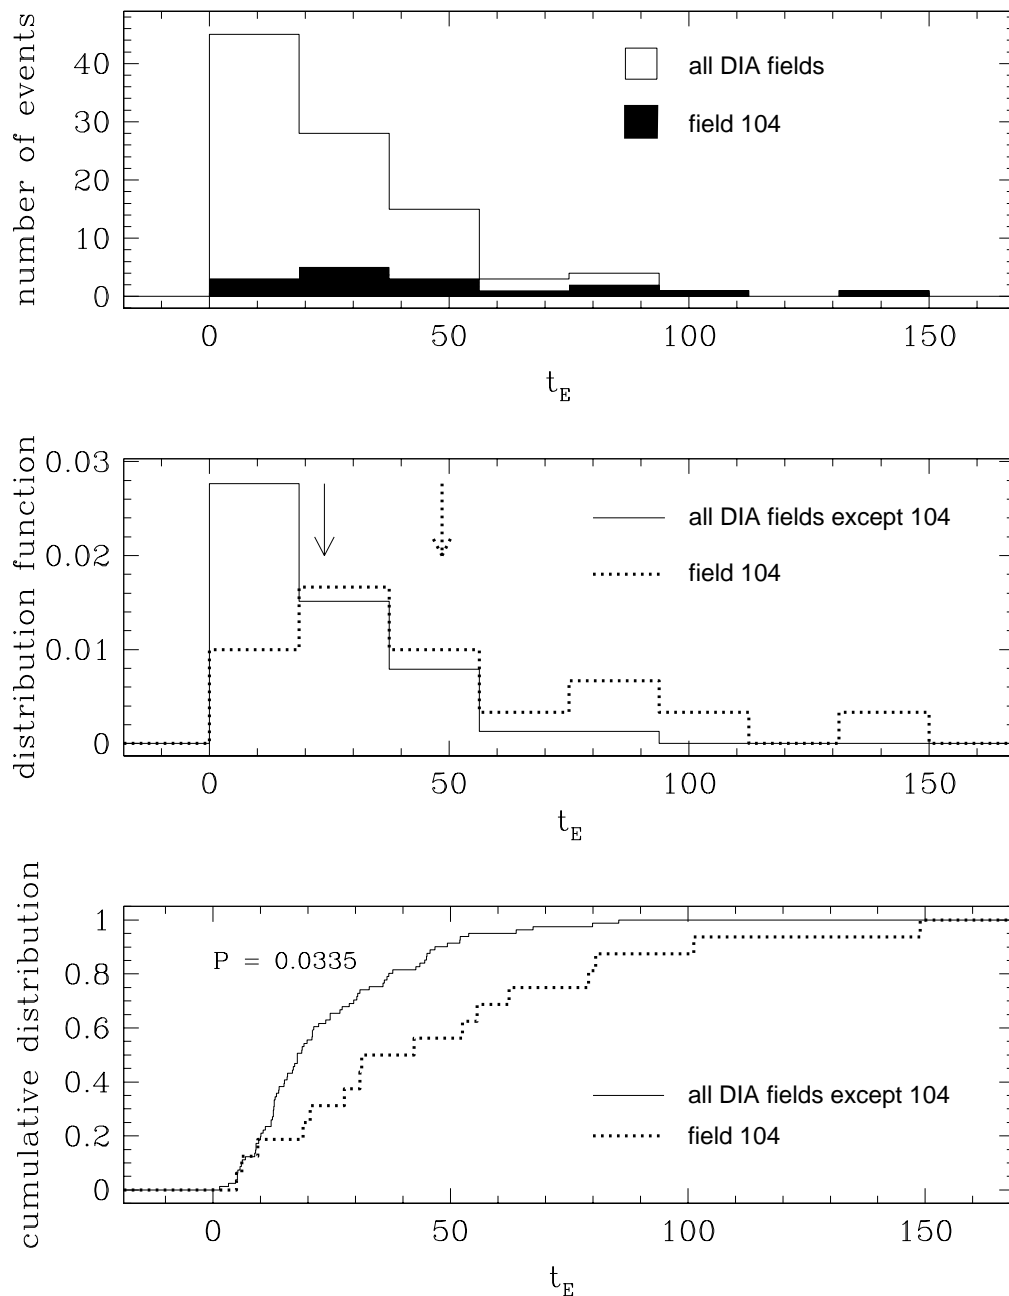 number of events
40
30
20
10
0
all DIA fields
field 104
0 50 100 150
t_E
distribution function
0.03
0.02
0.01
0
all DIA fields except 104
field 104
0 50 100 150
t_E
cumulative distribution
1
0.8
0.6
0.4
0.2
0
P = 0.0335
all DIA fields except 104
field 104
0 50 100 150
t_E